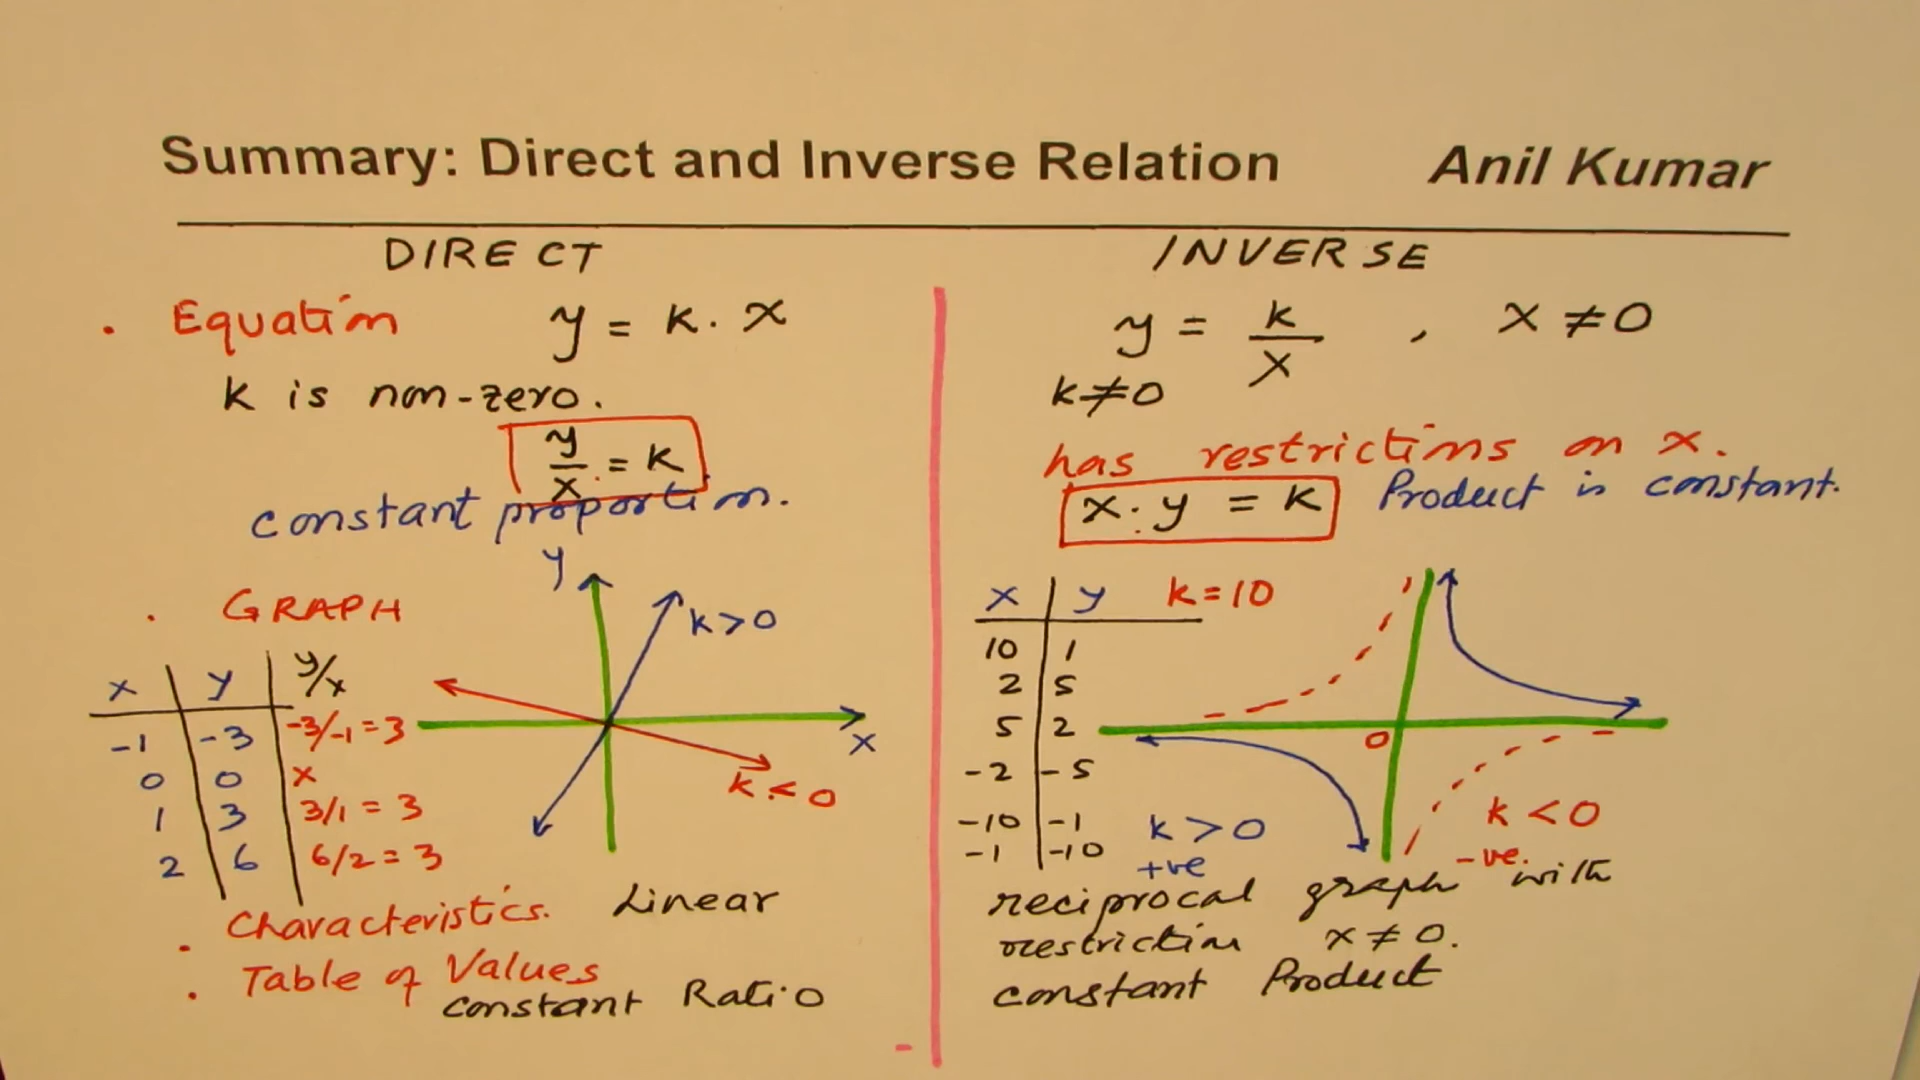 Summary: Direct and Inverse Relation Anil Kumar
DIRECT
. Equation y = k. x
k is non-zero.
y/x = k
constant proportion.
. GRAPH
y
k>0
x
k<0
x y y/x
-1 -3 -3/-1 = 3
0 0 x
1 3 3/1 = 3
2 6 6/2 = 3
. Characteristics. Linear
. Table of Values
constant Ratio
INVERSE
y = k/x , x ≠ 0
k≠0
has restrictions on x.
x. y = k Product is constant.
x y k=10
10 1
2 5
5 2
-2 -5
-10 -1
-1 -10
0
k > 0
+ve
k < 0
-ve.
reciprocal graph with
restriction x ≠ 0.
constant Product